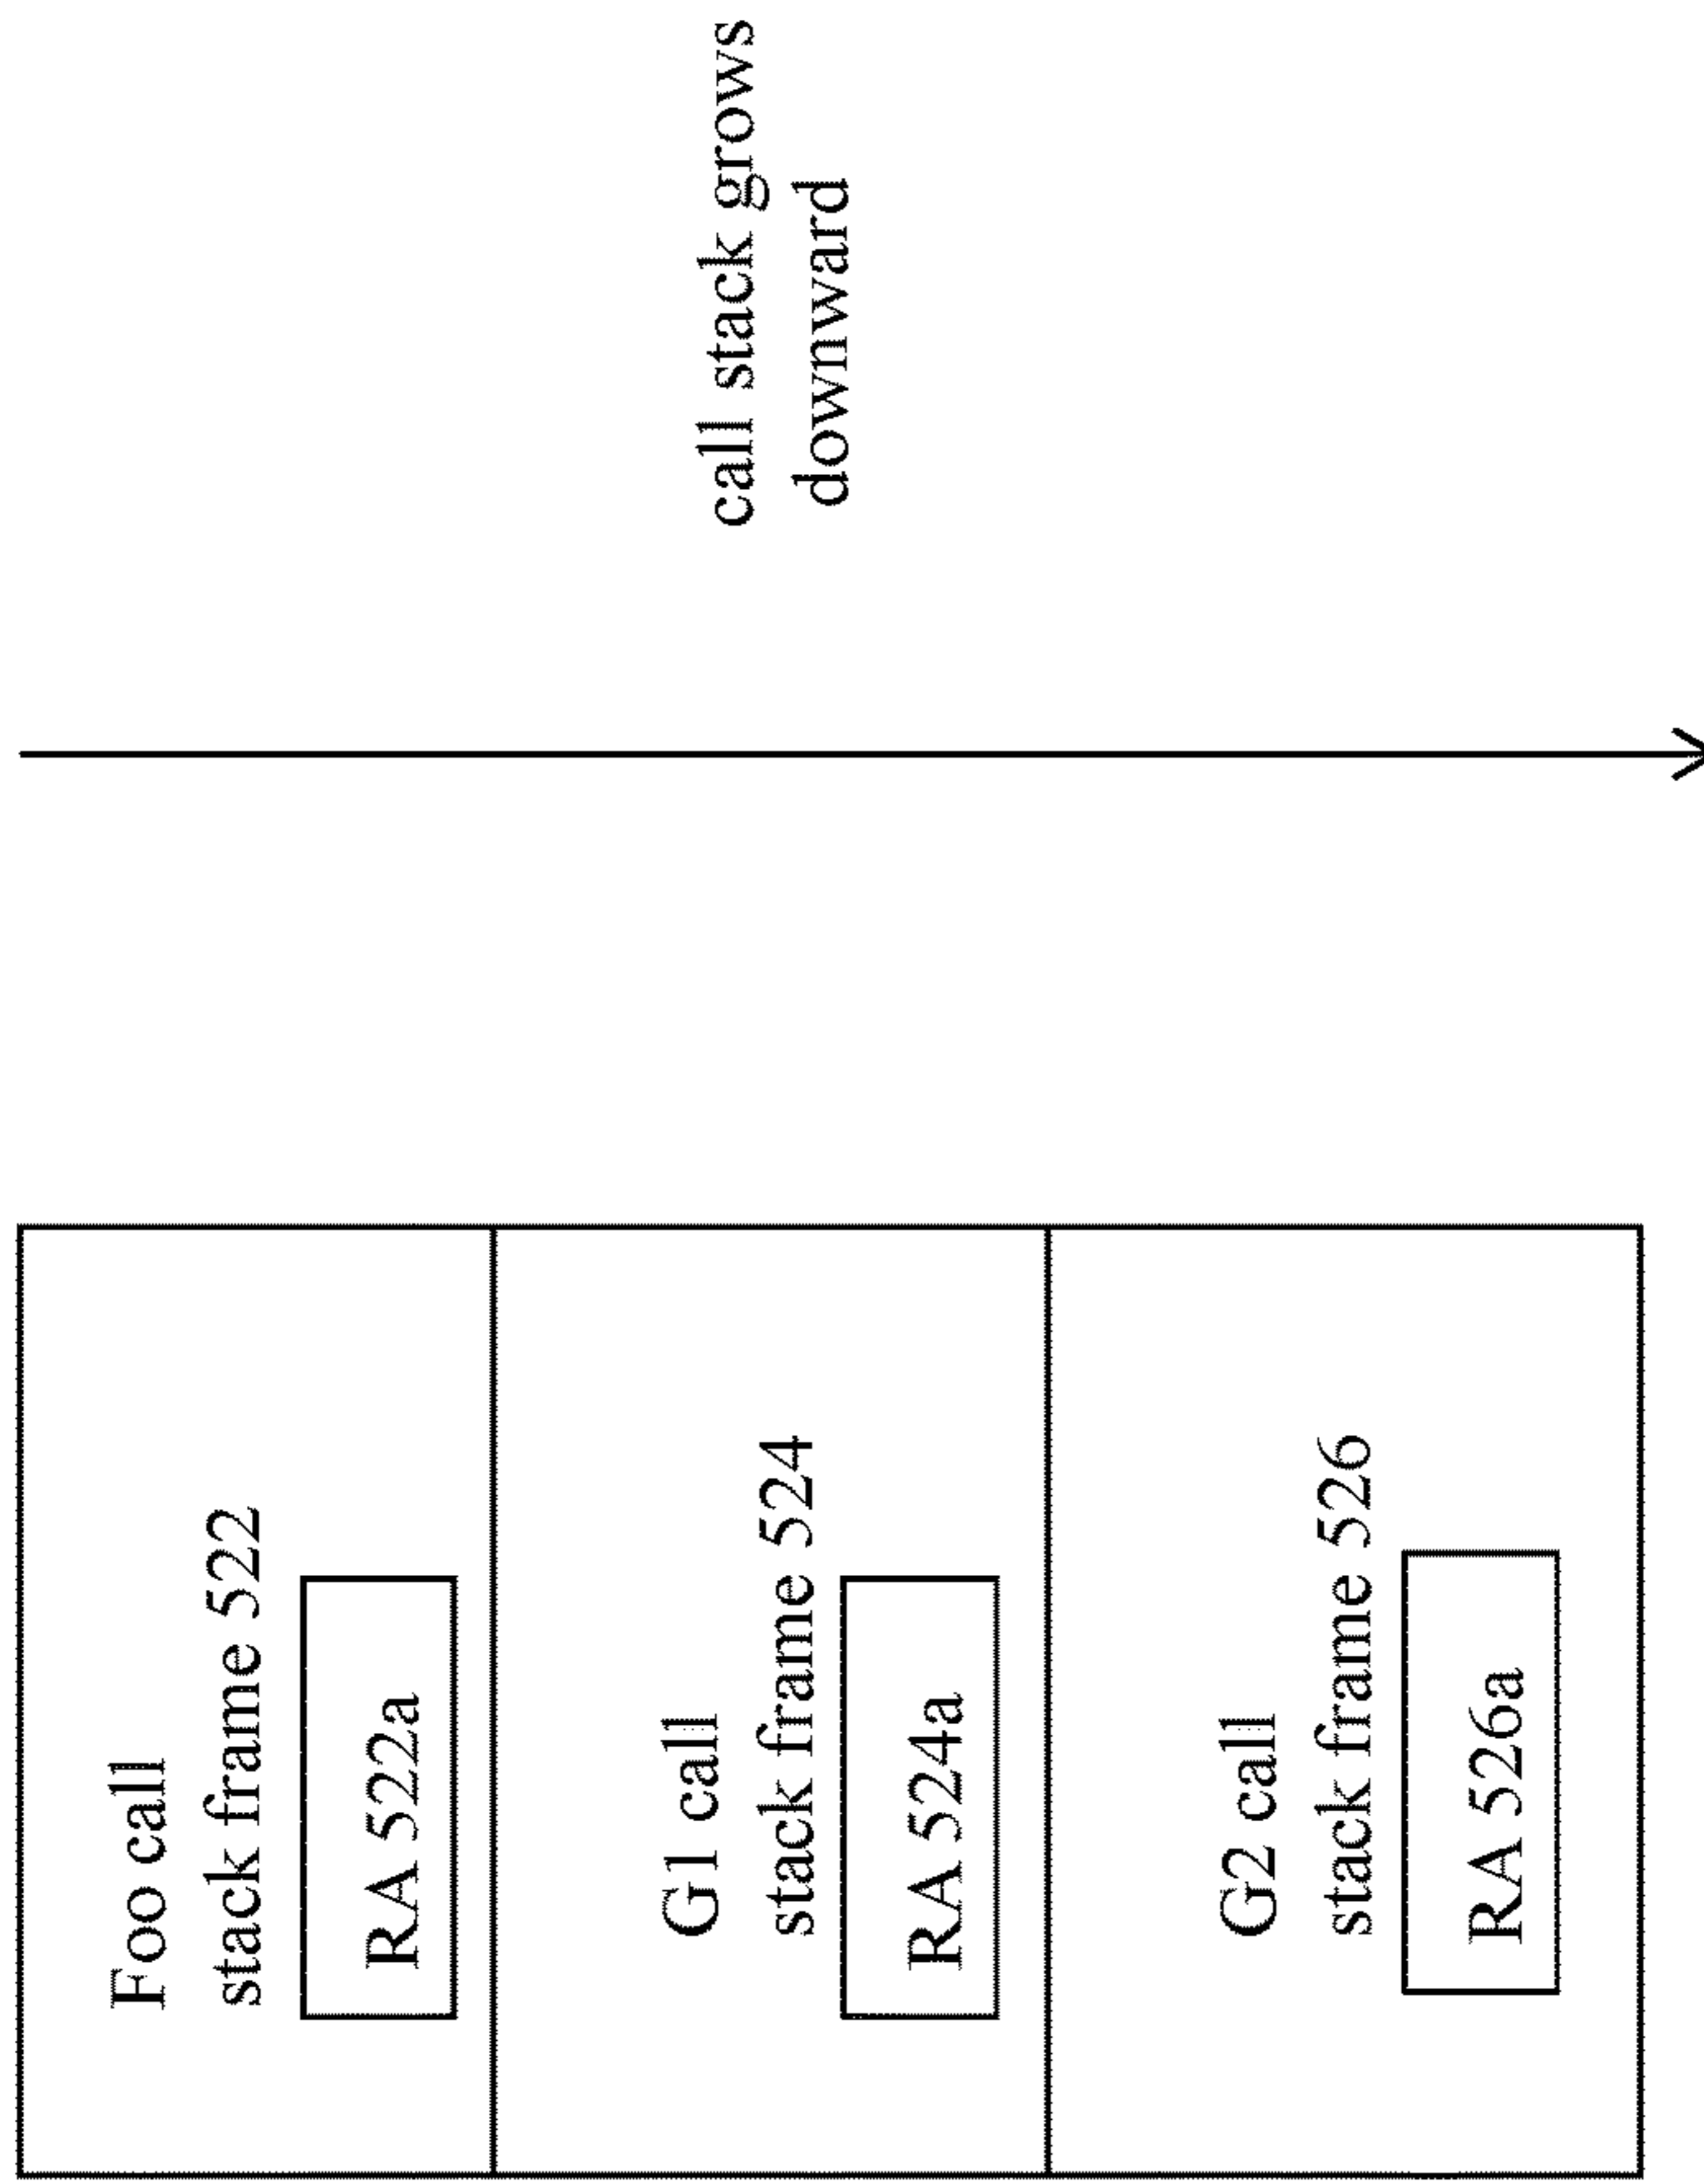 Foo call
stack frame 522
RA 522a
G1 call
stack frame 524
RA 524a
G2 call
stack frame 526
RA 526a
call stack grows
downward